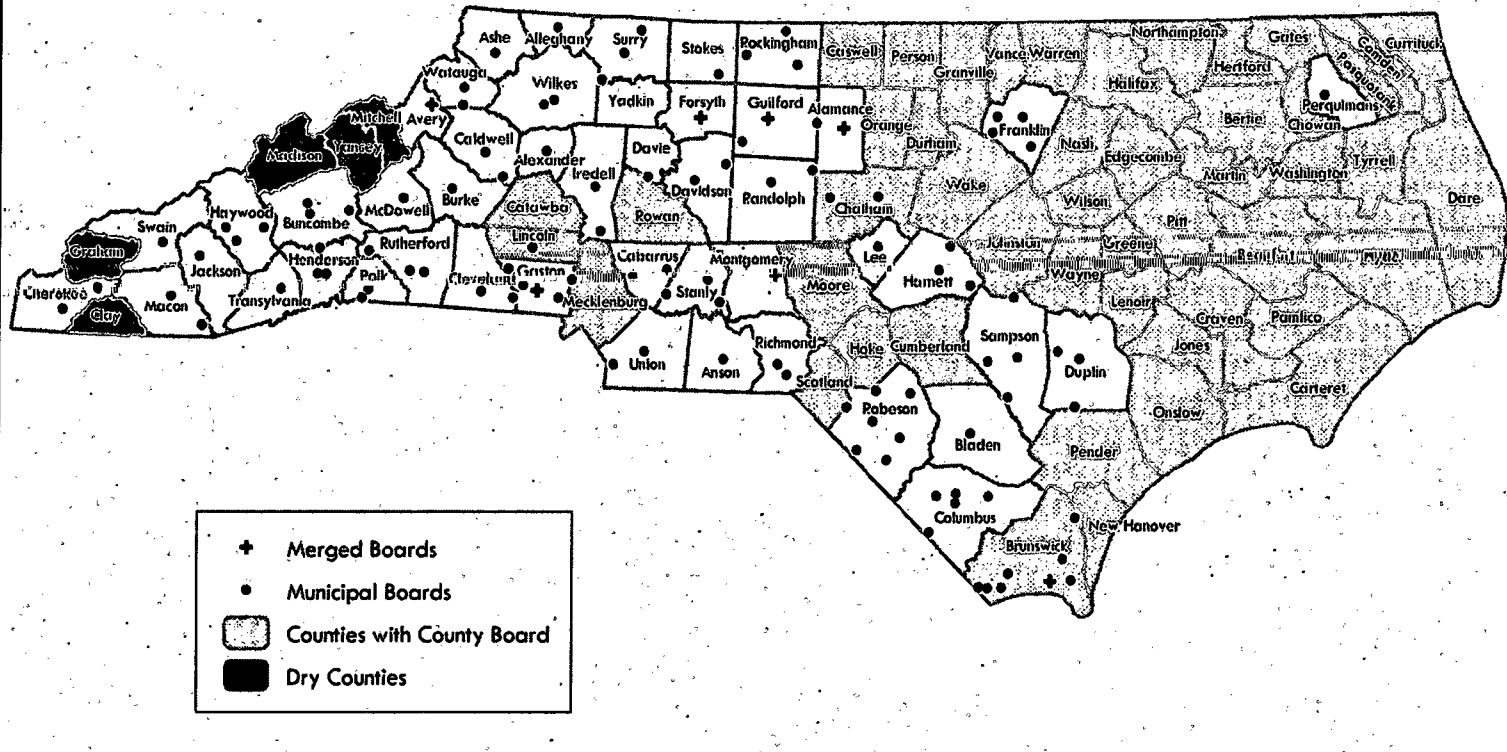 Ashe
Alleghany
Surry
Stokes
Rockingham
Caswell
Person
Granville
Vance
Warren
Northampton
Gates
Camden
Currituck
Pasquotank
Hertford
Halifax
Watauga
Wilkes
Yadkin
Forsyth
Guilford
Alamance
Orange
Durham
Franklin
Bertie
Perquimans
Chowan
Mitchell
Avery
Yancey
Madison
Caldwell
Alexander
Iredell
Davie
Davidson
Randolph
Chatham
Wake
Nash
Edgecombe
Martin
Washington
Tyrrell
Dare
Haywood
Buncombe
McDowell
Burke
Catawba
Rowan
Wilson
Pitt
Swain
Graham
Jackson
Henderson
Rutherford
Polk
Lincoln
Cleveland
Gaston
Cabarrus
Montgomery
Stanly
Moore
Lee
Harnett
Johnston
Greene
Wayne
Beaufort
Hyde
Cherokee
Clay
Macon
Transylvania
Mecklenburg
Lenoir
Craven
Pamlico
Jones
Carteret
Union
Anson
Richmond
Scotland
Hoke
Cumberland
Sampson
Duplin
Onslow
Robeson
Bladen
Pender
Columbus
Brunswick
New Hanover
Merged Boards
Municipal Boards
Counties with County Board
Dry Counties